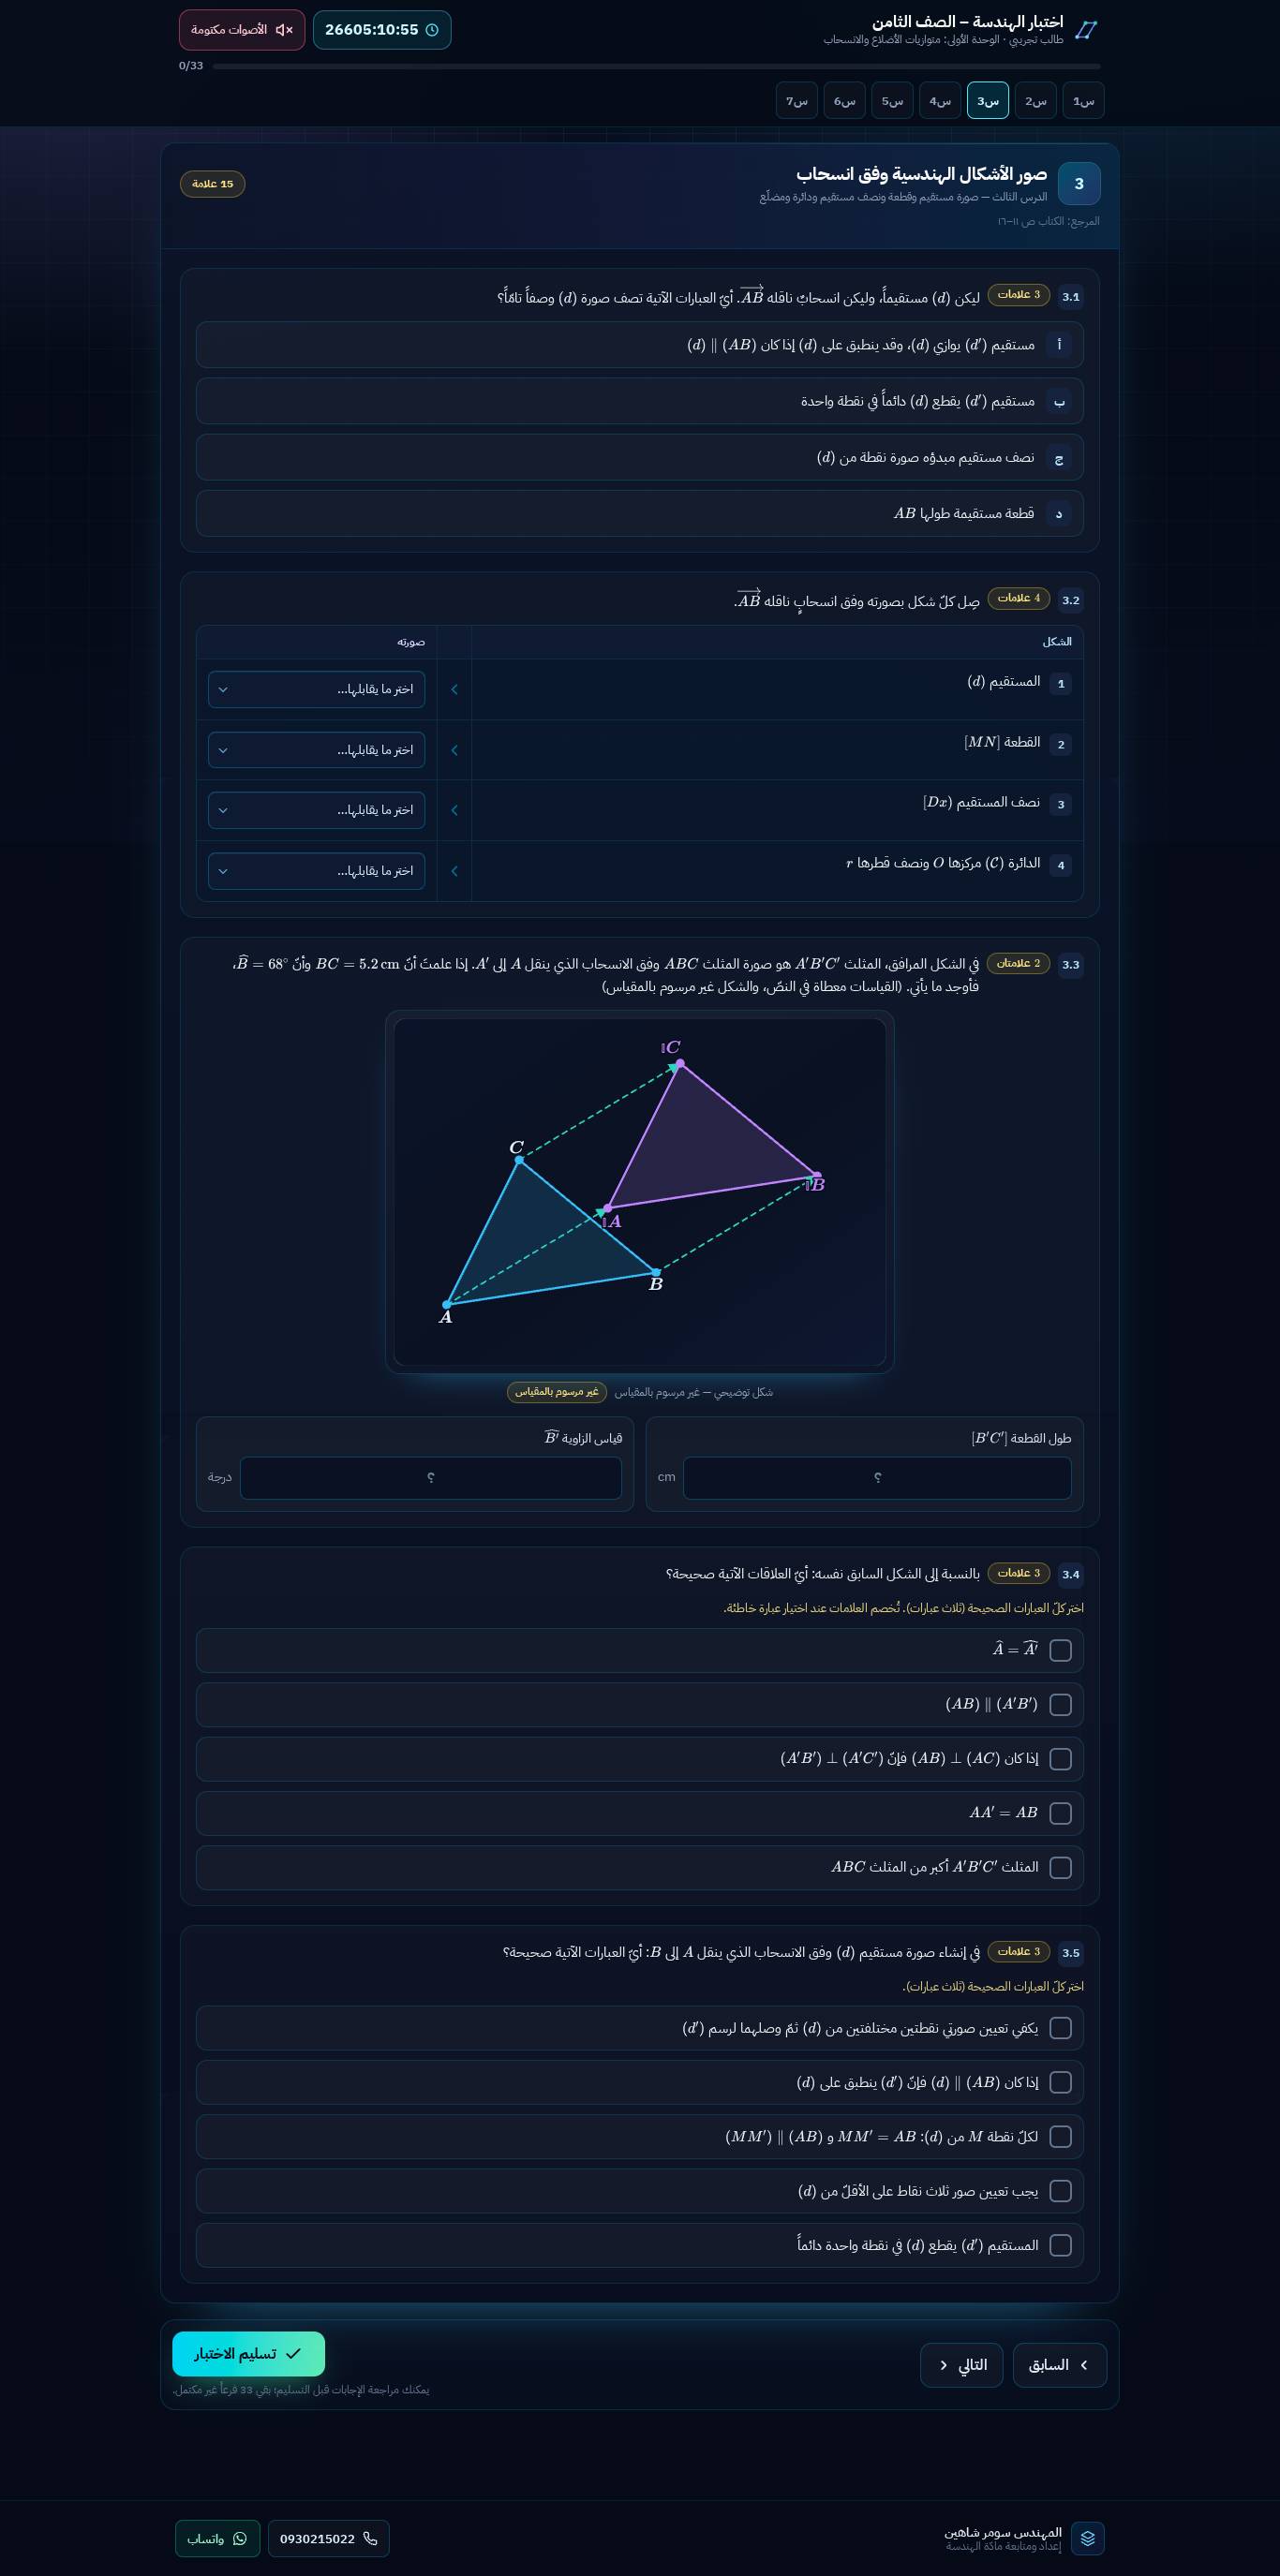 اختبار الهندسة – الصف الثامن
طالب تجريبي · الوحدة الأولى: متوازيات الأضلاع والانسحاب
26605:10:55
الأصوات مكتومة
0/33
س1 س2 س3 س4 س5 س6 س7
3
صور الأشكال الهندسية وفق انسحاب
15 علامة
الدرس الثالث — صورة مستقيم وقطعة ونصف مستقيم ودائرة ومضلّع
المرجع: الكتاب ص ١١–١٦
3.1 3 علامات ليكن (d) مستقيماً، وليكن انسحابٌ ناقله $\overrightarrow{AB}$. أيّ العبارات الآتية تصف صورة (d) وصفاً تامّاً؟
أ مستقيم (d′) يوازي (d)، وقد ينطبق على (d) إذا كان (d) ∥ (AB)
ب مستقيم (d′) يقطع (d) دائماً في نقطة واحدة
ج نصف مستقيم مبدؤه صورة نقطة من (d)
د قطعة مستقيمة طولها AB
3.2 4 علامات صِل كلّ شكل بصورته وفق انسحابٍ ناقله $\overrightarrow{AB}$.
الشكل صورته
1 المستقيم (d) اختر ما يقابلها...
2 القطعة [MN] اختر ما يقابلها...
3 نصف المستقيم [Dx) اختر ما يقابلها...
4 الدائرة (C) مركزها O ونصف قطرها r اختر ما يقابلها...
3.3 2 علامتان في الشكل المرافق، المثلث A′B′C′ هو صورة المثلث ABC وفق الانسحاب الذي ينقل A إلى A′. إذا علمتَ أنّ BC = 5.2 cm وأنّ $\widehat{B}$ = 68°،
فأوجد ما يأتي. (القياسات معطاة في النصّ، والشكل غير مرسوم بالمقياس)
C
C
B
A
B
A
شكل توضيحي — غير مرسوم بالمقياس غير مرسوم بالمقياس
طول القطعة [B′C′]
؟ cm
قياس الزاوية $\widehat{B′}$
؟ درجة
3.4 3 علامات بالنسبة إلى الشكل السابق نفسه: أيّ العلاقات الآتية صحيحة؟
اختر كلّ العبارات الصحيحة (ثلاث عبارات). تُخصم العلامات عند اختيار عبارة خاطئة.
$\widehat{A}$ = $\widehat{A′}$
(AB) ∥ (A′B′)
إذا كان (AB) ⊥ (AC) فإنّ (A′B′) ⊥ (A′C′)
AA′ = AB
المثلث A′B′C′ أكبر من المثلث ABC
3.5 3 علامات في إنشاء صورة مستقيم (d) وفق الانسحاب الذي ينقل A إلى B: أيّ العبارات الآتية صحيحة؟
اختر كلّ العبارات الصحيحة (ثلاث عبارات).
يكفي تعيين صورتي نقطتين مختلفتين من (d) ثمّ وصلهما لرسم (d′)
إذا كان (d) ∥ (AB) فإنّ (d′) ينطبق على (d)
لكلّ نقطة M من (d): MM′ = AB و (MM′) ∥ (AB)
يجب تعيين صور ثلاث نقاط على الأقلّ من (d)
المستقيم (d′) يقطع (d) في نقطة واحدة دائماً
السابق
التالي
تسليم الاختبار
يمكنك مراجعة الإجابات قبل التسليم؛ بقي 33 فرعاً غير مكتمل.
المهندس سومر شاهين
إعداد ومتابعة مادّة الهندسة
0930215022
واتساب